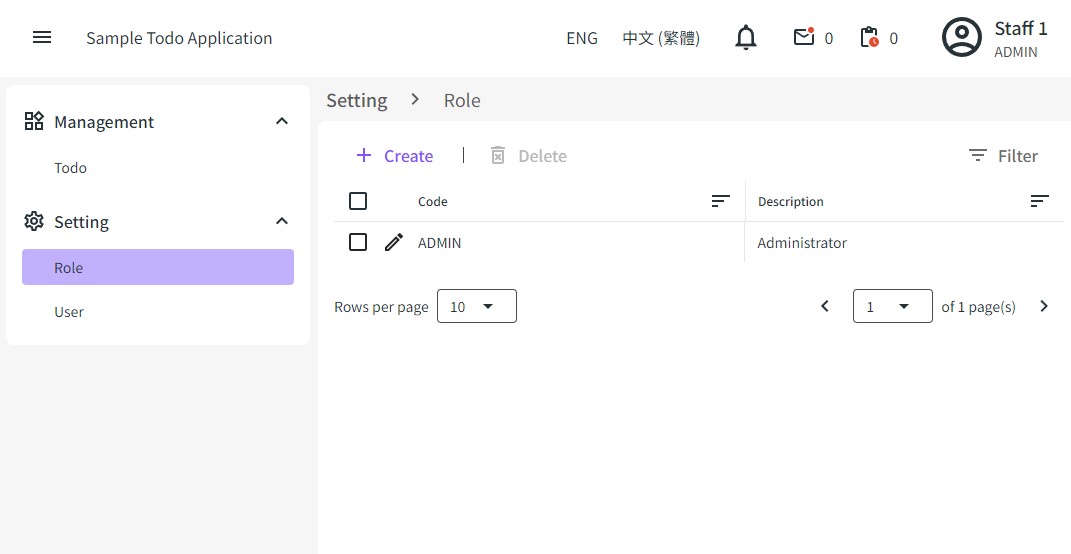 Sample Todo Application ENG 中文 (繁體) 0 0 Staff 1
ADMIN
Setting Role
Management
Todo
Setting
Role
User
Create | Delete Filter
Code Description
ADMIN Administrator
Rows per page 10 1 of 1 page(s)